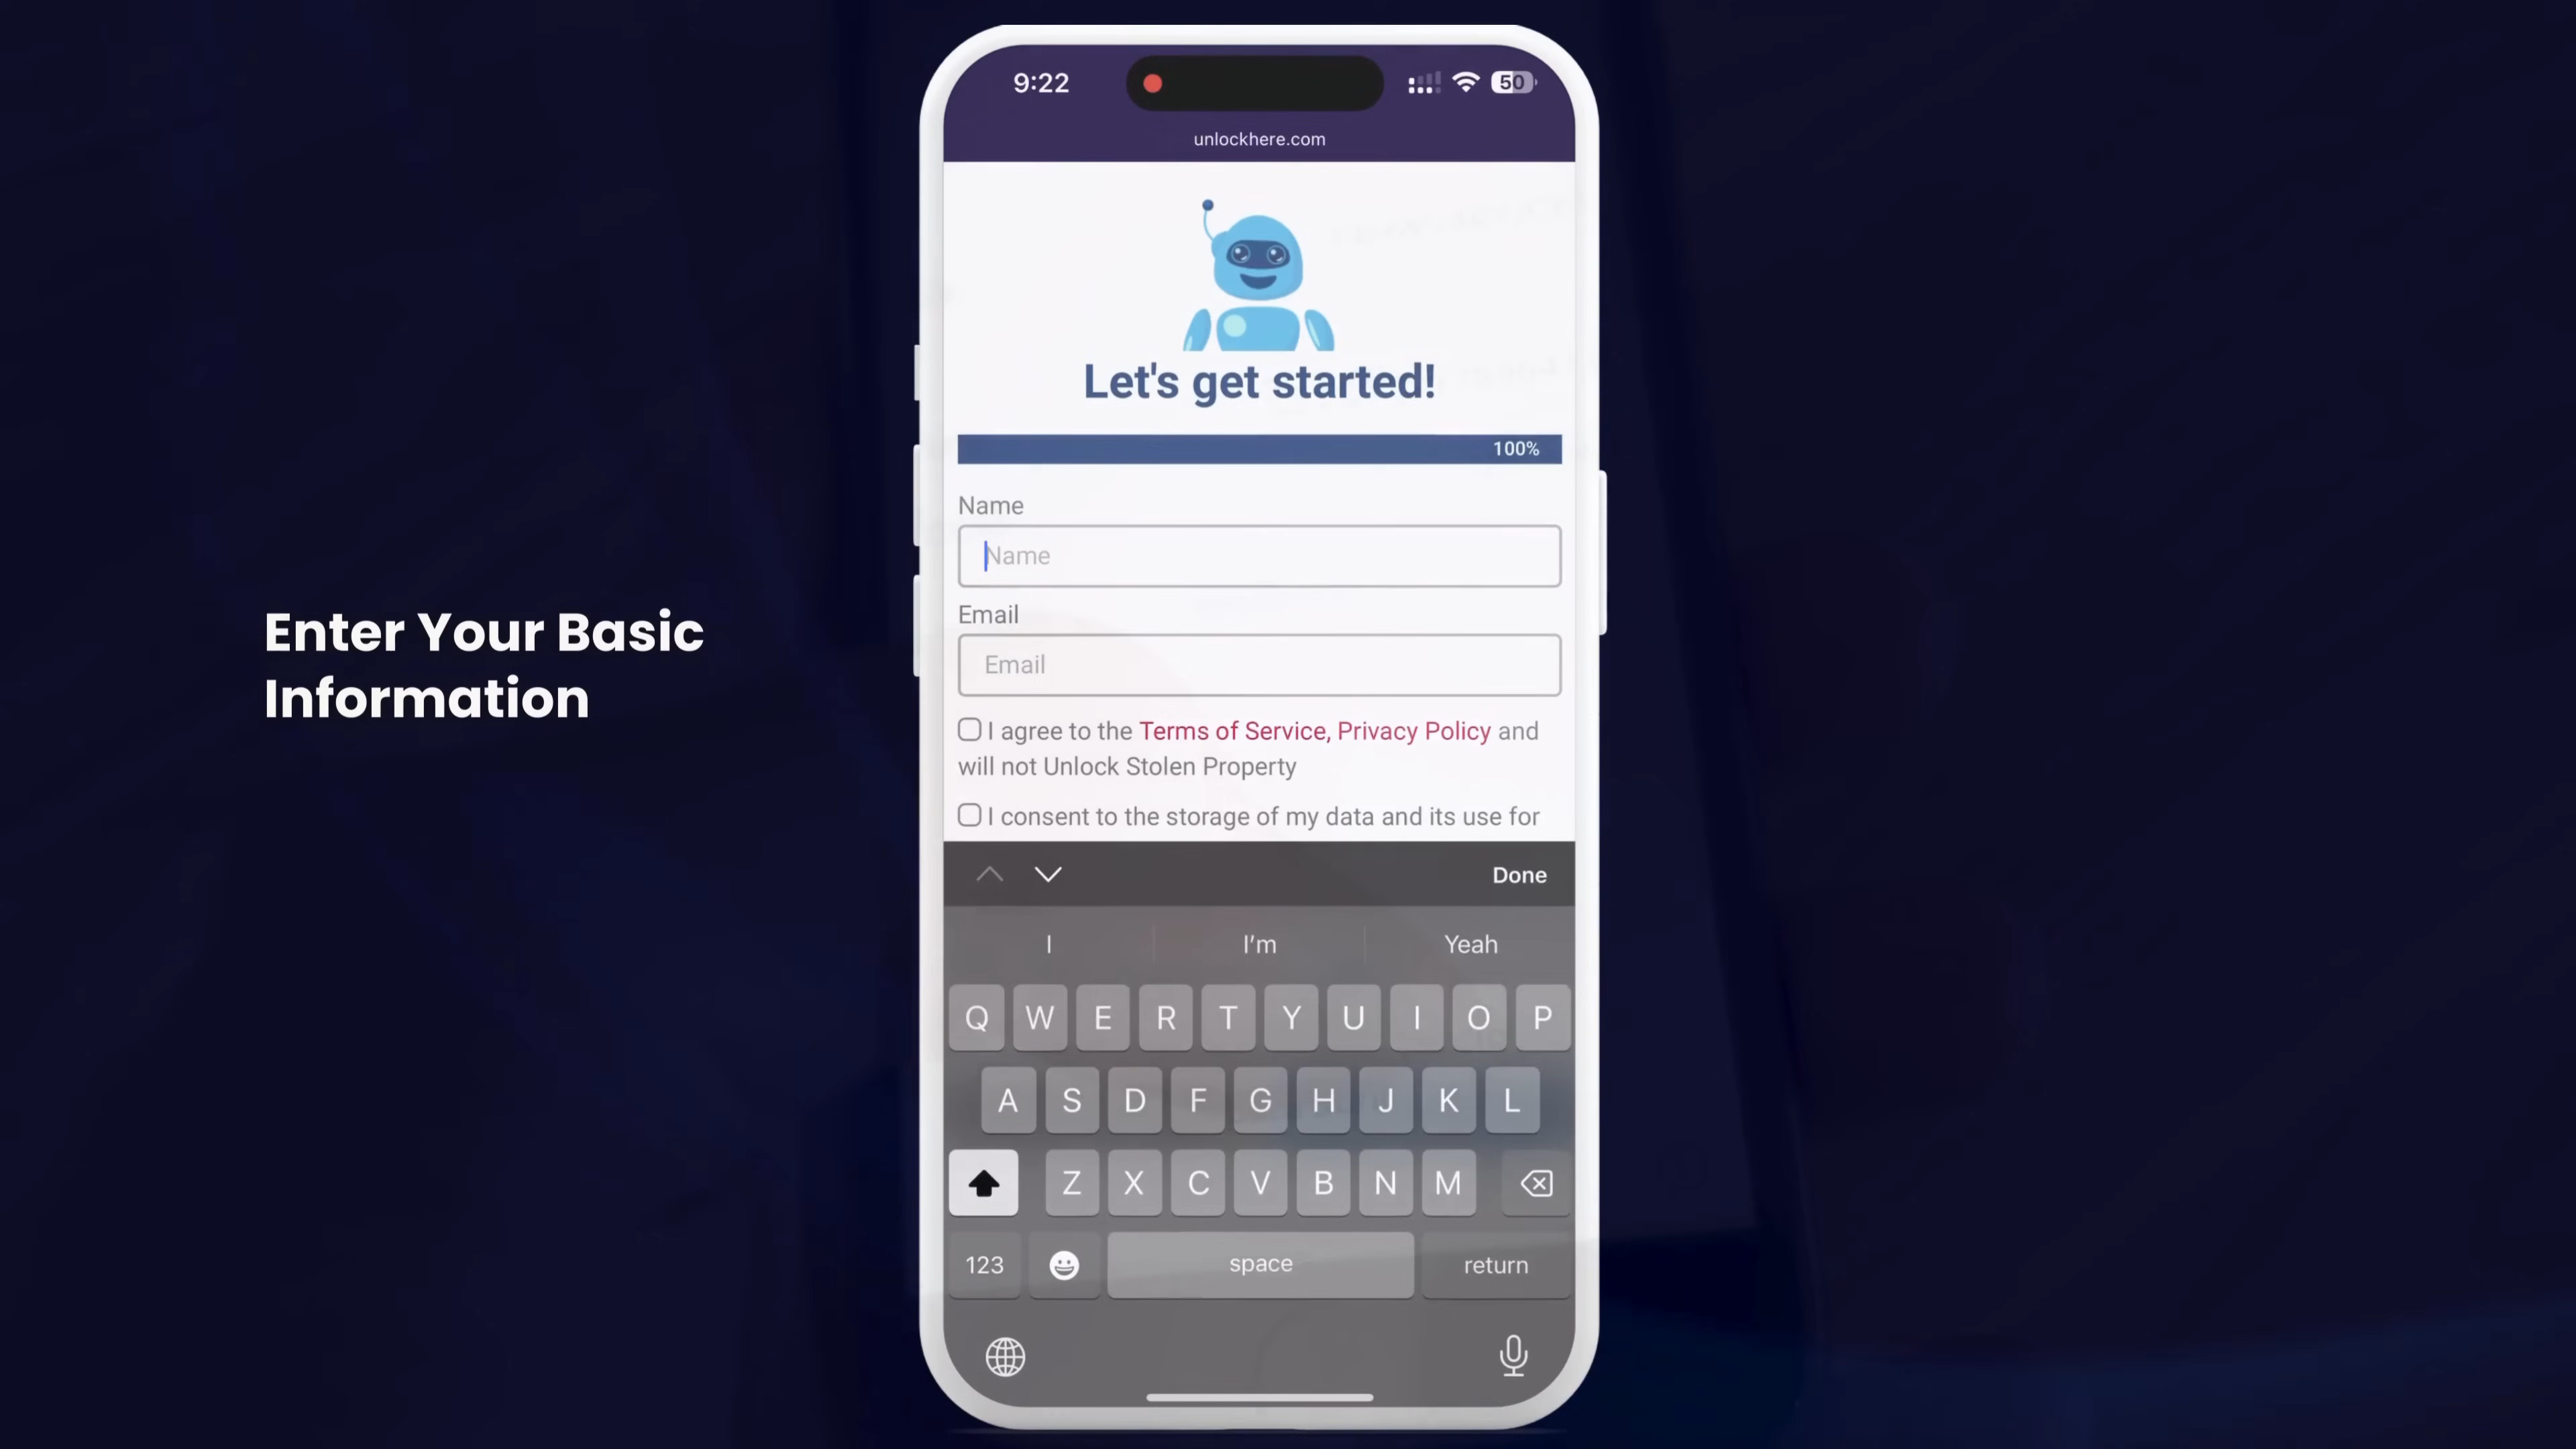 9:22
50
unlockhere.com
Let's get started!
100%
Name
Name
Email
Email
I agree to the Terms of Service, Privacy Policy and
will not Unlock Stolen Property
I consent to the storage of my data and its use for
Enter Your Basic
Information
Done
I
I'm
Yeah
Q W E R T Y U I O P
A S D F G H J K L
Z X C V B N M
123
space
return